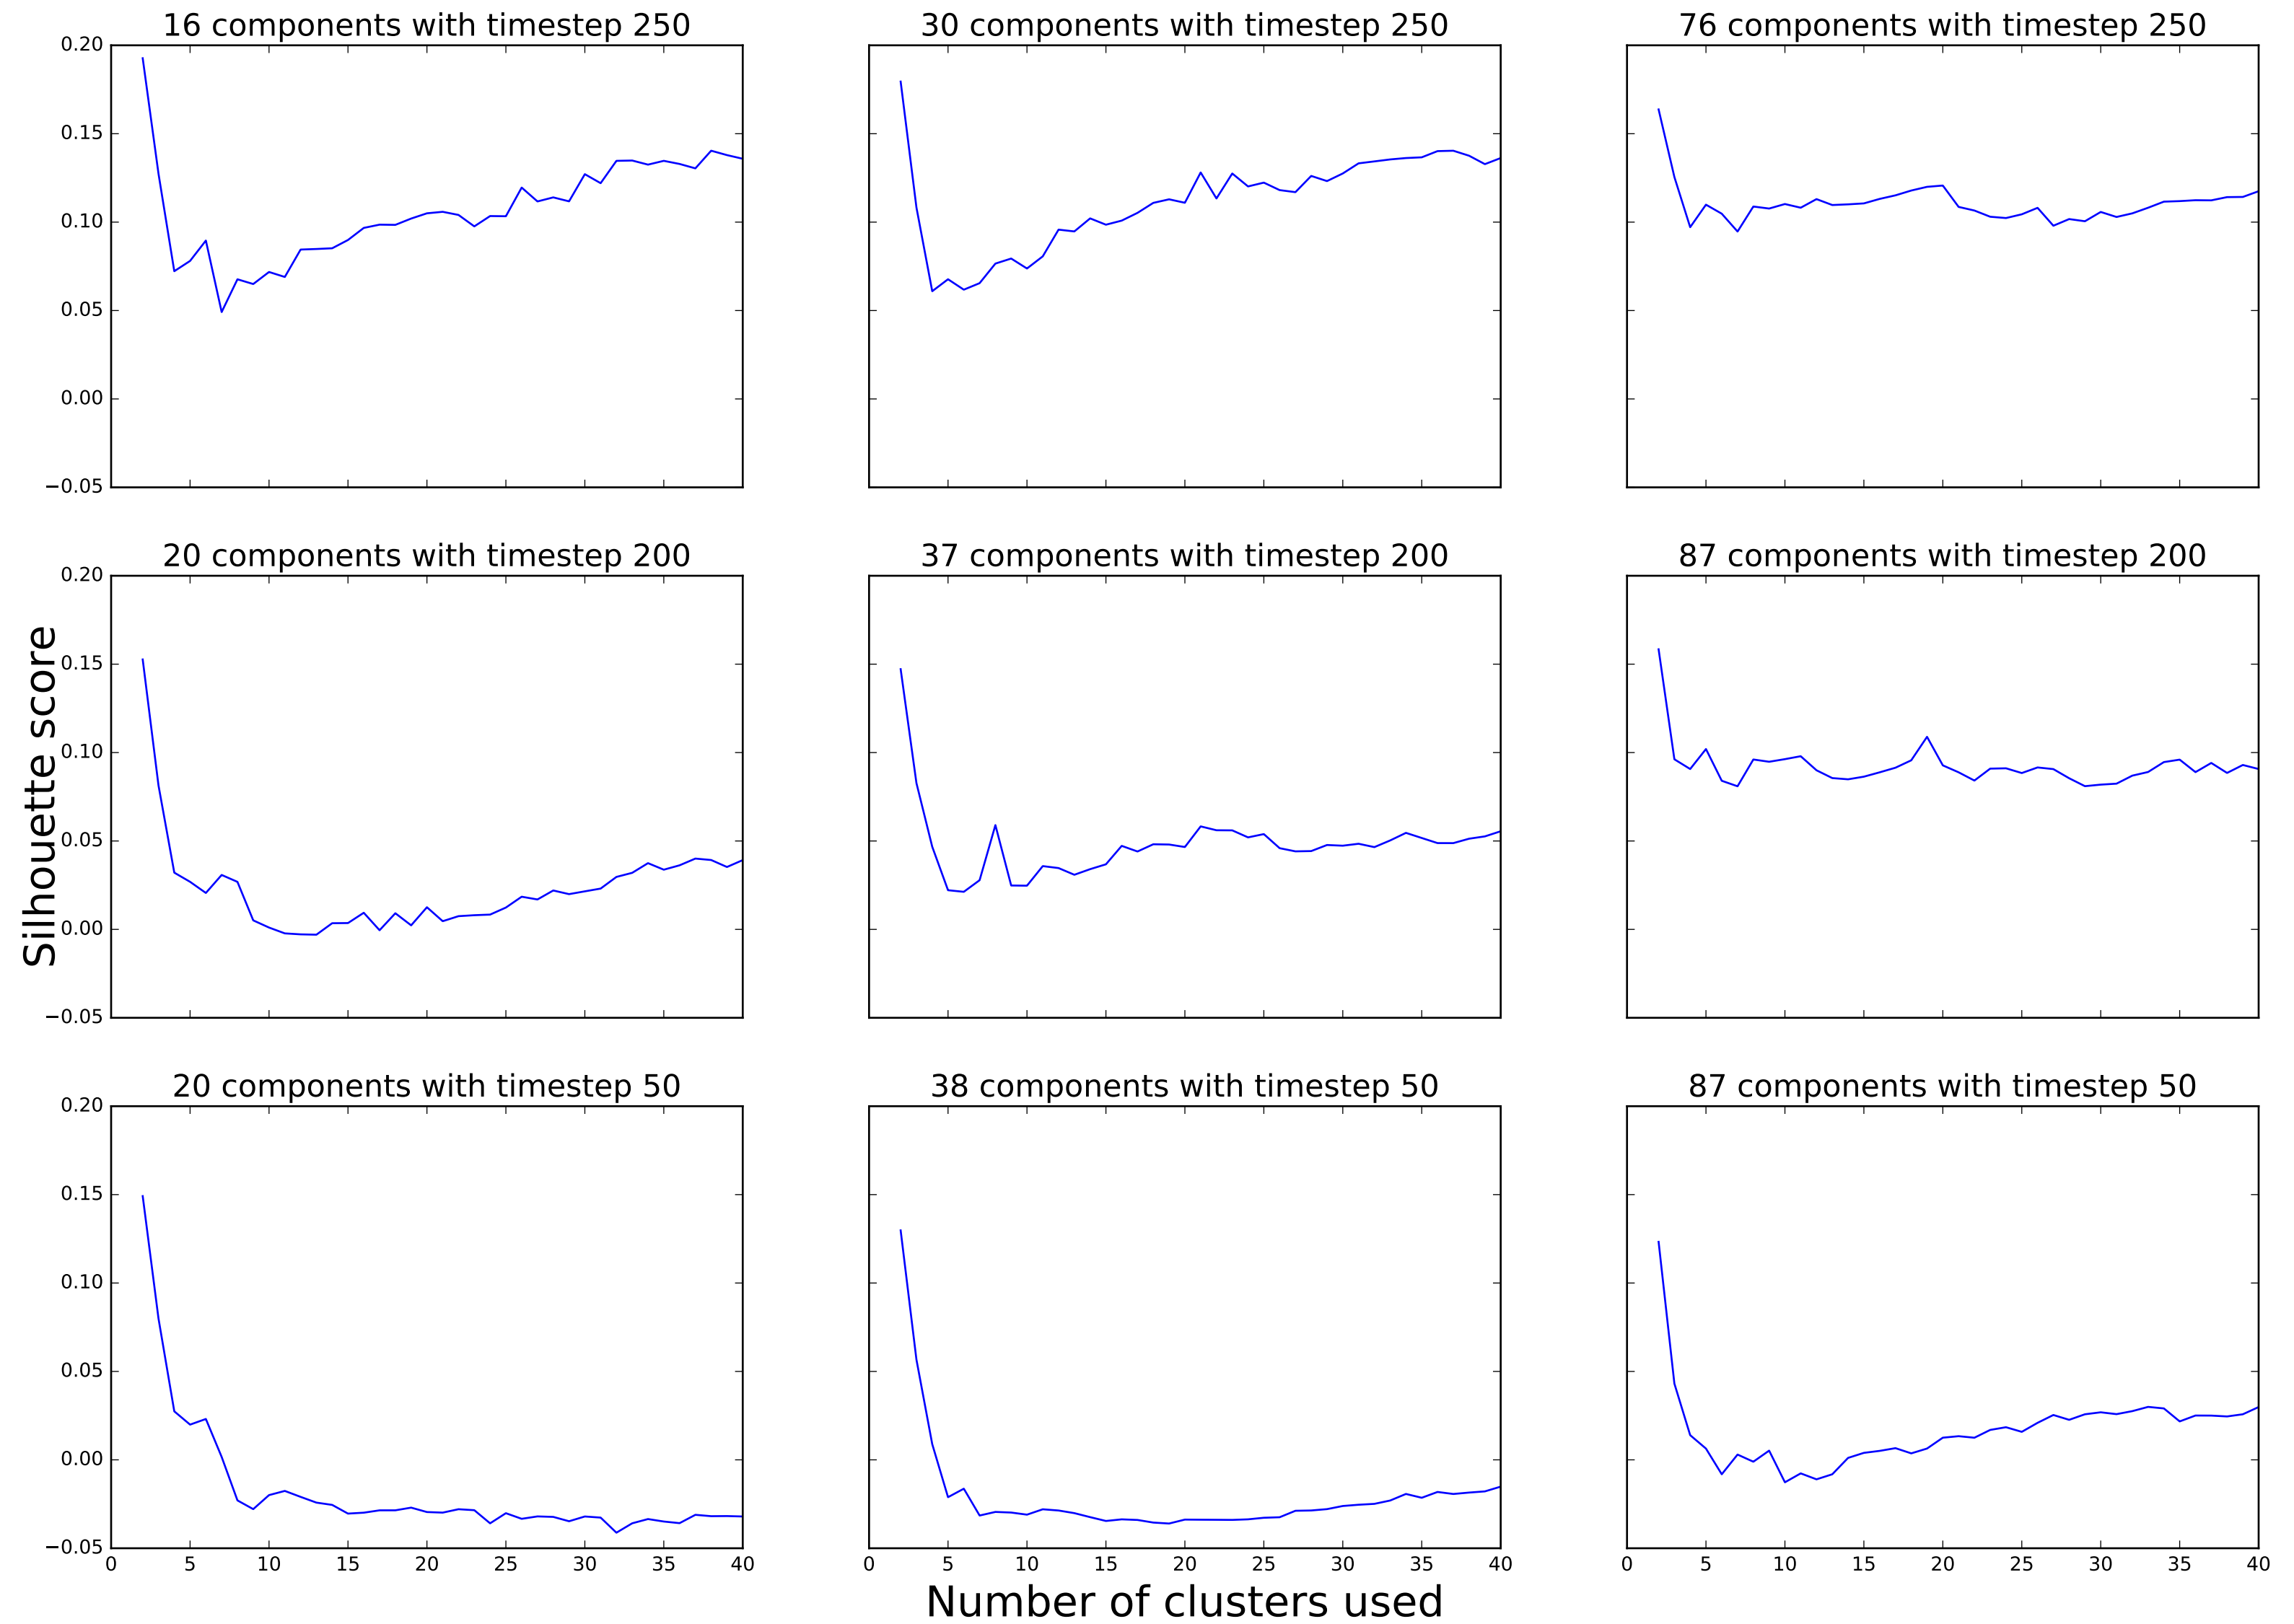 16 components with timestep 250
30 components with timestep 250
76 components with timestep 250
0.20
0.15
0.10
0.05
0.00
−0.05
20 components with timestep 200
37 components with timestep 200
87 components with timestep 200
Silhouette score
0.20
0.15
0.10
0.05
0.00
−0.05
20 components with timestep 50
38 components with timestep 50
87 components with timestep 50
0.20
0.15
0.10
0.05
0.00
−0.05
0 5 10 15 20 25 30 35 40
0 5 10 15 20 25 30 35 40
0 5 10 15 20 25 30 35 40
Number of clusters used